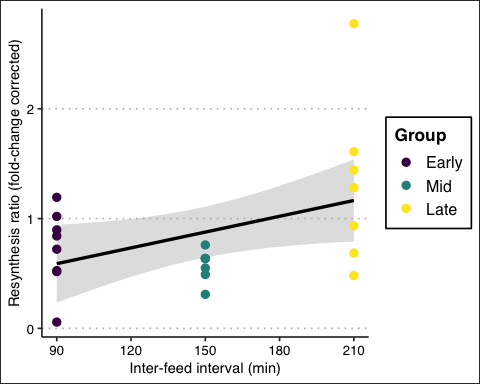 Resynthesis ratio (fold-change corrected)
2
1
0
90 120 150 180 210
Inter-feed interval (min)
Group
Early
Mid
Late